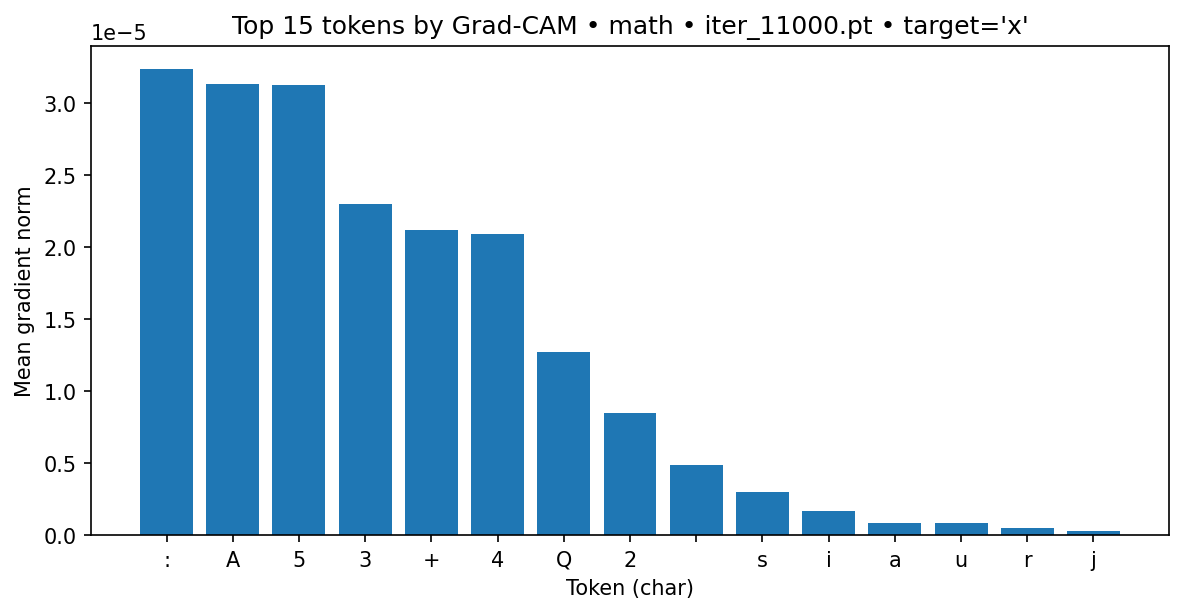 Top 15 tokens by Grad-CAM • math • iter_11000.pt • target='x'
1e−5
3.0
2.5
2.0
1.5
1.0
0.5
0.0
Mean gradient norm
: A 5 3 + 4 Q 2 s i a u r j
Token (char)